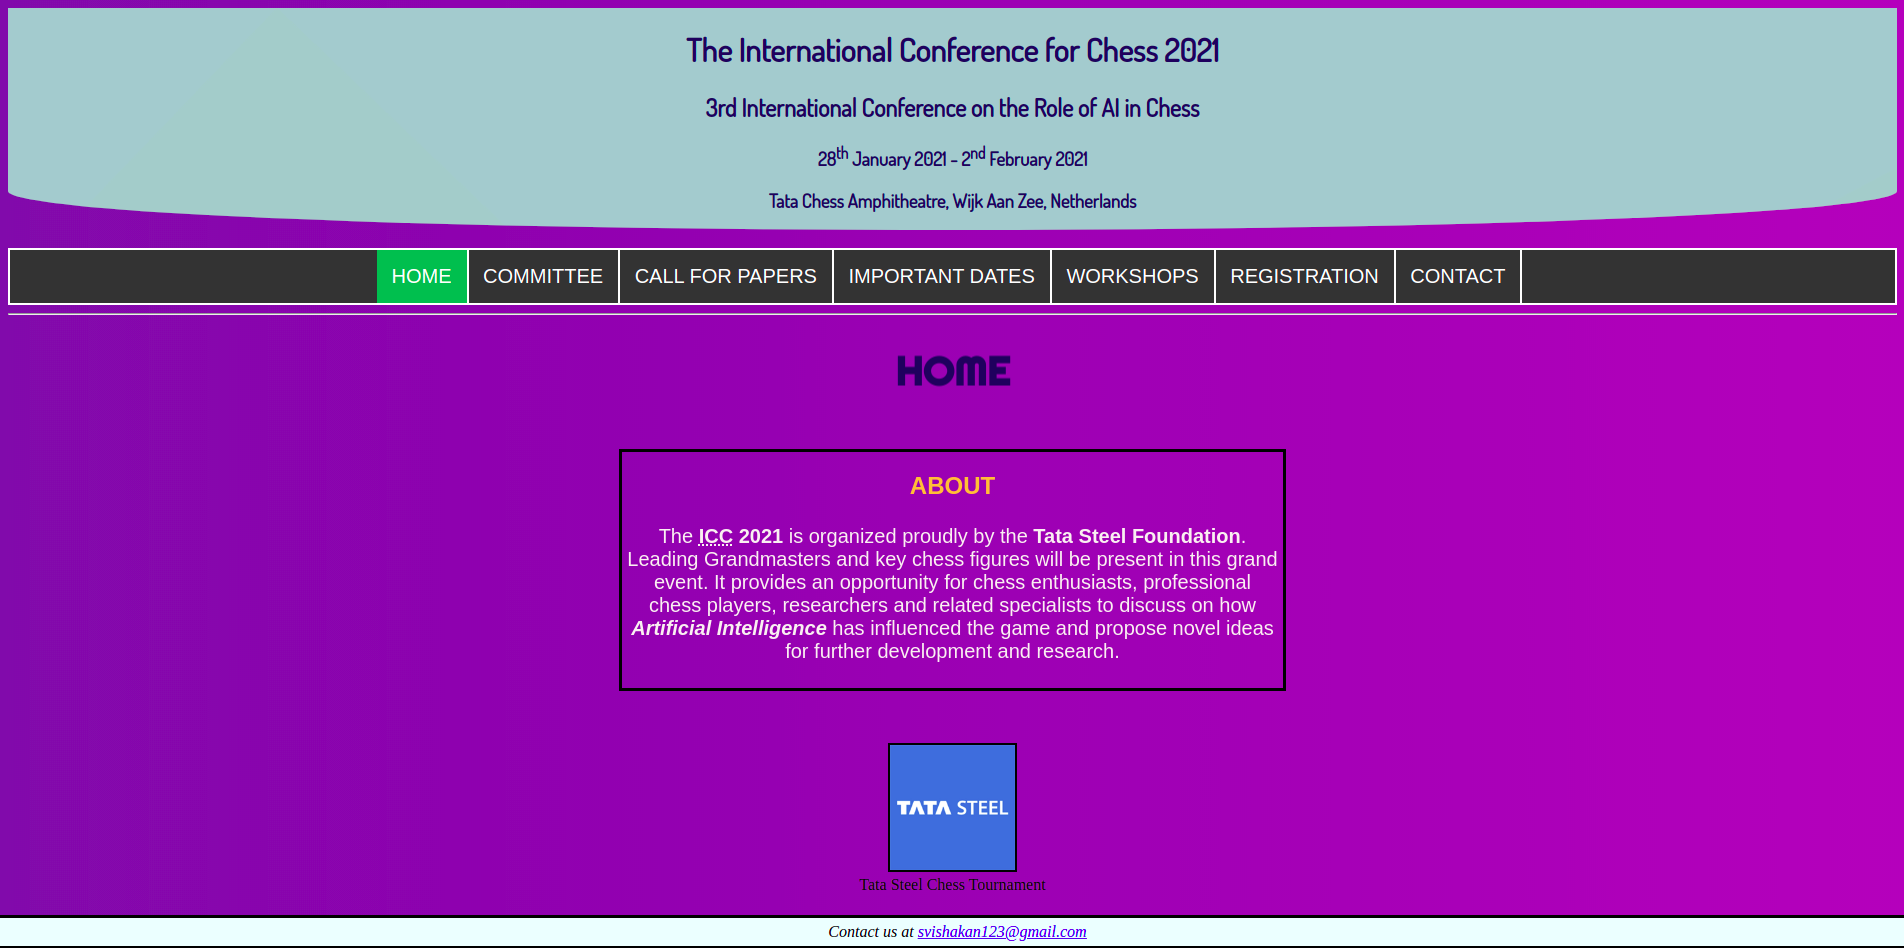 The International Conference for Chess 2021
3rd International Conference on the Role of AI in Chess
28th January 2021 - 2nd February 2021
Tata Chess Amphitheatre, Wijk Aan Zee, Netherlands
HOME COMMITTEE CALL FOR PAPERS IMPORTANT DATES WORKSHOPS REGISTRATION CONTACT
HOME
ABOUT
The ICC 2021 is organized proudly by the Tata Steel Foundation.
Leading Grandmasters and key chess figures will be present in this grand
event. It provides an opportunity for chess enthusiasts, professional
chess players, researchers and related specialists to discuss on how
Artificial Intelligence has influenced the game and propose novel ideas
for further development and research.
TATA STEEL
Tata Steel Chess Tournament
Contact us at svishakan123@gmail.com